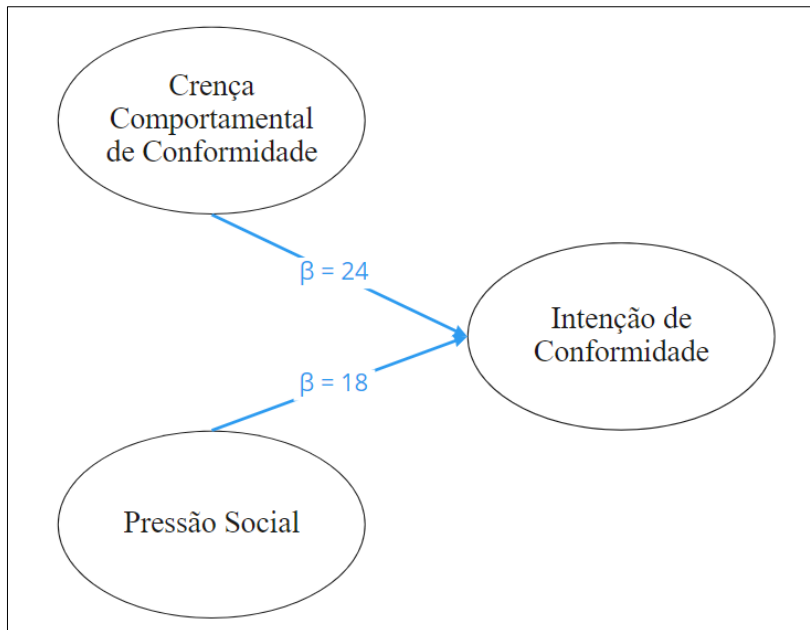 Crença
Comportamental
de Conformidade
β = 24
Intenção de
Conformidade
β = 18
Pressão Social